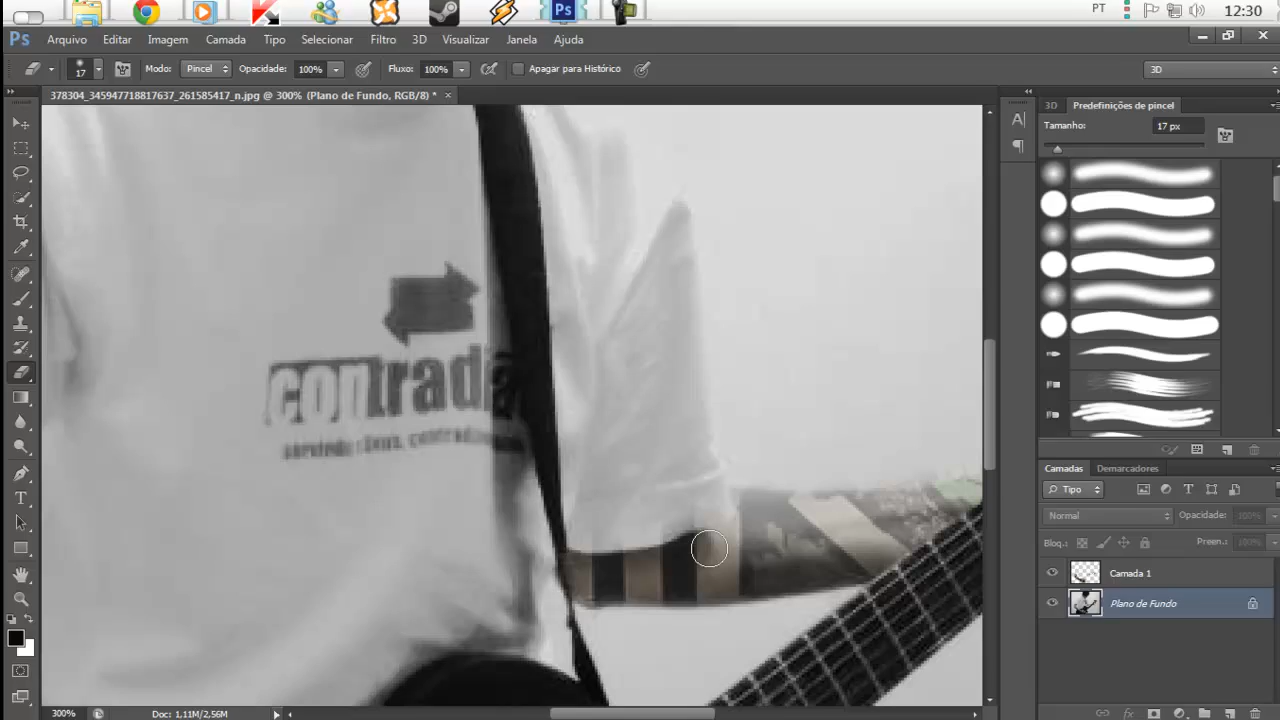 PT 12:30
Ps Arquivo Editar Imagem Camada Tipo Selecionar Filtro 3D Visualizar Janela Ajuda
17 Modo: Pincel Opacidade: 100% Fluxo: 100% Apagar para Histórico 3D
378304_345947718817637_261585417_n.jpg @ 300% (Plano de Fundo, RGB/8) * ×
3D Predefinições de pincel
Tamanho: 17 px
contradi
Camadas Demarcadores
Tipo
Normal Opacidade: 100%
Bloq.: Preen.: 100%
Camada 1
Plano de Fundo
300% Doc: 1,11M/2,56M